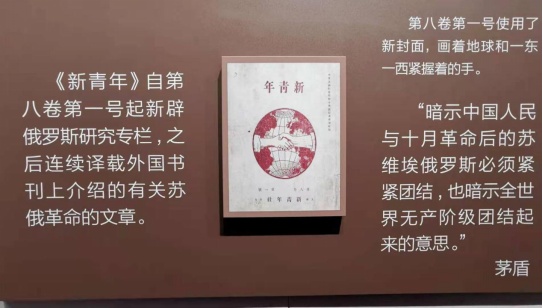 《新青年》自第
八卷第一号起新辟
俄罗斯研究专栏，之
后连续译载外国书
刊上介绍的有关苏
俄革命的文章。
年青新
社年青新
第八卷第一号使用了
新封面，画着地球和一东
一西紧握着的手。
“暗示中国人民
与十月革命后的苏
维埃俄罗斯必须紧
紧团结，也暗示全世
界无产阶级团结起
来的意思。”
茅盾